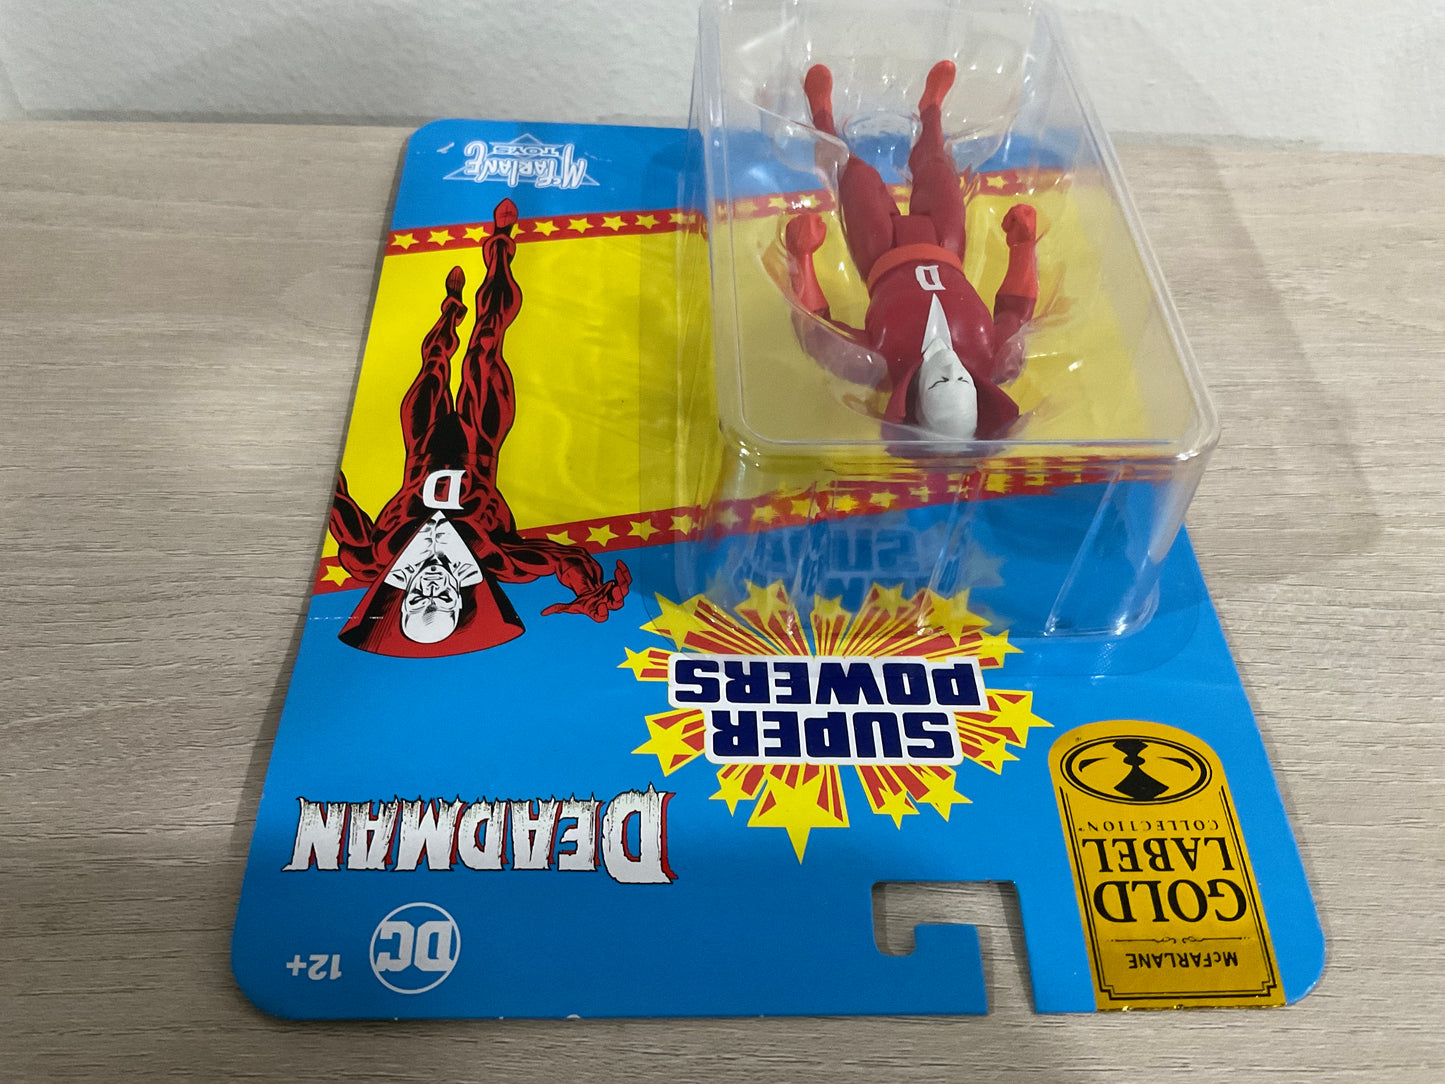 12+
DC
McFARLANE
GOLD
LABEL
COLLECTION
DEADMAN
SUPER
POWERS
D
D
McFARLANE
TOYS